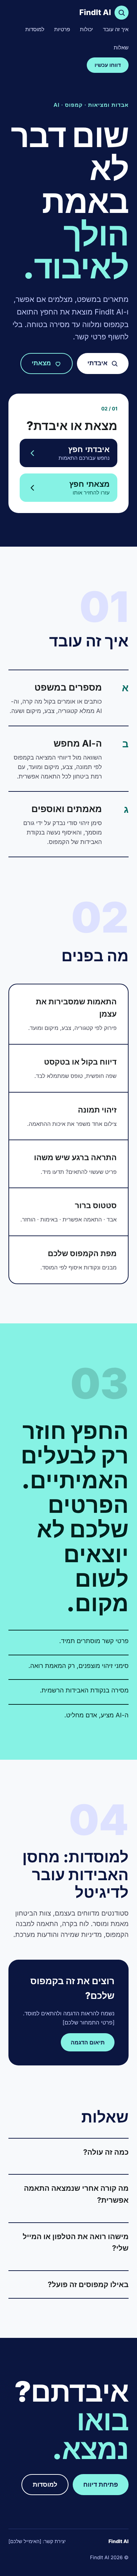 FindIt AI
איך זה עובד יכולות פרטיות למוסדות
שאלות
דווחו עכשיו
אבדות ומציאות · קמפוס · AI
שום דבר
לא
באמת
הולך
לאיבוד.
מתארים במשפט, מצלמים אם אפשר,
ו-FindIt AI מחפש את החפץ התואם
בקמפוס ומלווה עד מסירה בטוחה. בלי
לחשוף פרטי קשר.
איבדתי
מצאתי
01 / 02
מצאת או איבדת?
איבדתי חפץ
נחפש עבורכם התאמות
מצאתי חפץ
עזרו להחזיר אותו
01
איך זה עובד
א
מספרים במשפט
כותבים או אומרים בקול מה קרה, וה-
AI ממלא קטגוריה, צבע, מיקום ושעה.
ב
ה-AI מחפש
השוואה מול דיווחי המציאה בקמפוס
לפי תמונה, צבע, מיקום וזמן, עם
רמת ביטחון לכל התאמה אפשרית.
ג
מאמתים ואוספים
סימן זיהוי סודי נבדק על ידי גורם
מוסמך, והאיסוף נעשה בנקודת
האבידות של הקמפוס.
02
מה בפנים
התאמות שמסבירות את
עצמן
פירוק לפי קטגוריה, צבע, מיקום ומועד.
דיווח בקול או בטקסט
שפה חופשית, טופס שמתמלא לבד.
זיהוי תמונה
צילום אחד משפר את איכות ההתאמה.
התראה ברגע שיש משהו
פריט שעשוי להתאים? תדעו מיד.
סטטוס ברור
אבד · התאמה אפשרית · באימות · הוחזר.
מפת הקמפוס שלכם
מבנים ונקודות איסוף לפי המוסד.
03
החפץ חוזר
רק לבעלים
האמיתיים.
הפרטים
שלכם לא
יוצאים
לשום
מקום.
פרטי קשר מוסתרים תמיד.
סימני זיהוי מוצפנים, רק המאמת רואה.
מסירה בנקודת האבידות הרשמית.
ה-AI מציע, אדם מחליט.
04
למוסדות: מחסן
האבידות עובר
לדיגיטל
סטודנטים מדווחים בעצמם, צוות הביטחון
מאמת ומוסר. לוח בקרה, התאמה למבנה
הקמפוס, מדיניות שמירה והודעות מערכת.
רוצים את זה בקמפוס
שלכם?
נשמח להראות הדגמה ולהתאים למוסד.
[פרטי התמחור שלכם]
תיאום הדגמה
שאלות
כמה זה עולה?
מה קורה אחרי שנמצאה התאמה
אפשרית?
מישהו רואה את הטלפון או המייל
שלי?
באילו קמפוסים זה פועל?
איבדתם?
בואו
נמצא.
פתיחת דיווח
למוסדות
FindIt AI
יצירת קשר: [האימייל שלכם]
© 2026 FindIt AI